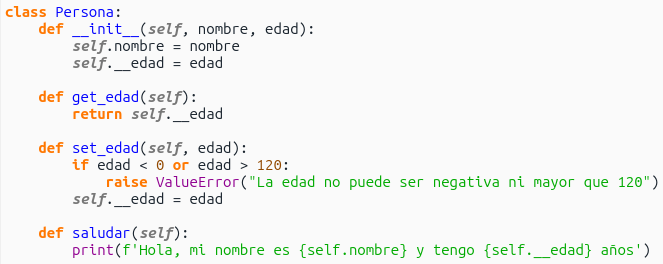 class Persona:
    def __init__(self, nombre, edad):
        self.nombre = nombre
        self.__edad = edad

    def get_edad(self):
        return self.__edad

    def set_edad(self, edad):
        if edad < 0 or edad > 120:
            raise ValueError("La edad no puede ser negativa ni mayor que 120")
        self.__edad = edad

    def saludar(self):
        print(f'Hola, mi nombre es {self.nombre} y tengo {self.__edad} años')